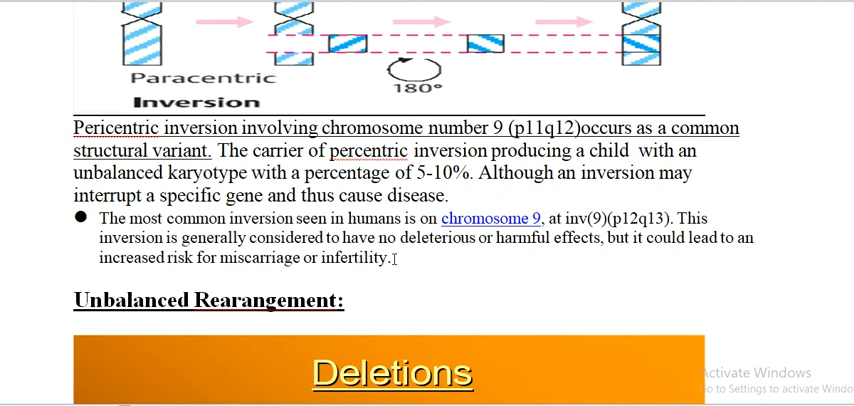 Paracentric
180°
Inversion
Pericentric inversion involving chromosome number 9 (p11q12)occurs as a common
structural variant. The carrier of percentric inversion producing a child with an
unbalanced karyotype with a percentage of 5-10%. Although an inversion may
interrupt a specific gene and thus cause disease.
● The most common inversion seen in humans is on chromosome 9, at inv(9)(p12q13). This
inversion is generally considered to have no deleterious or harmful effects, but it could lead to an
increased risk for miscarriage or infertility.
Unbalanced Rearangement:
Deletions
Activate Windows
Go to Settings to activate Windo